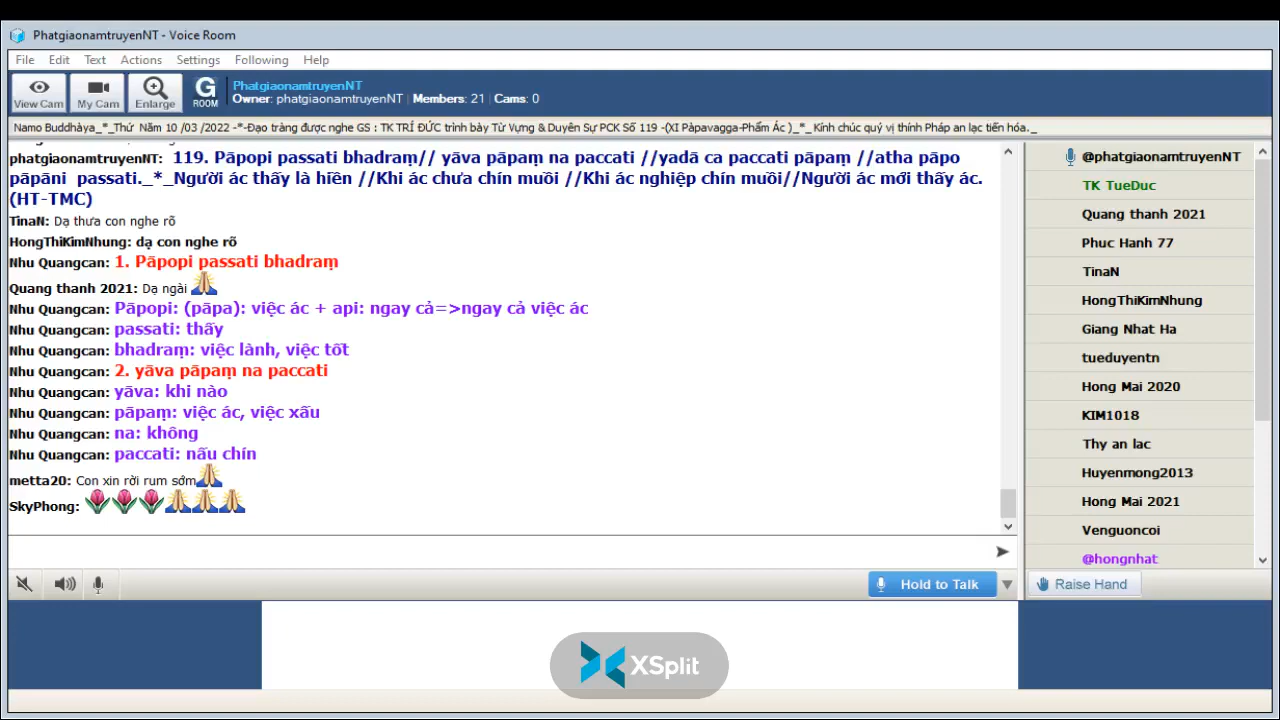 PhatgiaonamtruyenNT - Voice Room
File Edit Text Actions Settings Following Help
View Cam My Cam Enlarge G ROOM
PhatgiaonamtruyenNT
Owner: phatgiaonamtruyenNT | Members: 21 | Cams: 0
Namo Buddhàya_*_Thứ Năm 10 /03 /2022 -*-Đạo tràng được nghe GS : TK TRÍ ĐỨC trình bày Từ Vựng & Duyên Sự PCK Số 119 -(XI Pàpavagga-Phẩm Ác )_*_ Kính chúc quý vị thính Pháp an lạc tiến hóa._
phatgiaonamtruyenNT: 119. Pāpopi passati bhadraṃ// yāva pāpaṃ na paccati //yadā ca paccati pāpaṃ //atha pāpo
pāpāni passati._*_Người ác thấy là hiền //Khi ác chưa chín muồi //Khi ác nghiệp chín muồi//Người ác mới thấy ác.
(HT-TMC)
TinaN: Dạ thưa con nghe rõ
HongThiKimNhung: dạ con nghe rõ
Nhu Quangcan: 1. Pāpopi passati bhadraṃ
Quang thanh 2021: Dạ ngài
Nhu Quangcan: Pāpopi: (pāpa): việc ác + api: ngay cả=>ngay cả việc ác
Nhu Quangcan: passati: thấy
Nhu Quangcan: bhadraṃ: việc lành, việc tốt
Nhu Quangcan: 2. yāva pāpaṃ na paccati
Nhu Quangcan: yāva: khi nào
Nhu Quangcan: pāpaṃ: việc ác, việc xấu
Nhu Quangcan: na: không
Nhu Quangcan: paccati: nấu chín
metta20: Con xin rời rum sớm
SkyPhong:
@phatgiaonamtruyenNT
TK TueDuc
Quang thanh 2021
Phuc Hanh 77
TinaN
HongThiKimNhung
Giang Nhat Ha
tueduyentn
Hong Mai 2020
KIM1018
Thy an lac
Huyenmong2013
Hong Mai 2021
Venguoncoi
@hongnhat
Hold to Talk
Raise Hand
XSplit